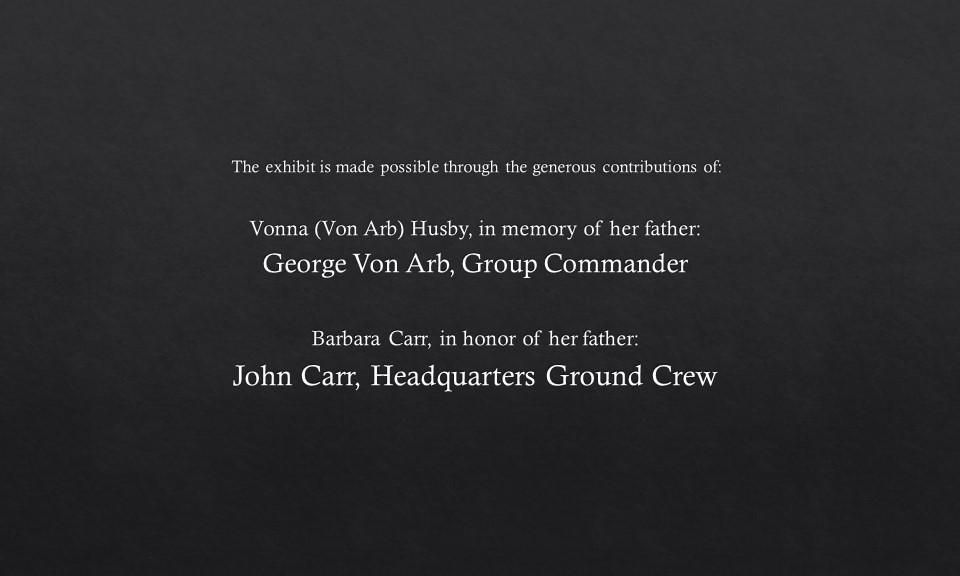 The exhibit is made possible through the generous contributions of:
Vonna (Von Arb) Husby, in memory of her father:
George Von Arb, Group Commander
Barbara Carr, in honor of her father:
John Carr, Headquarters Ground Crew